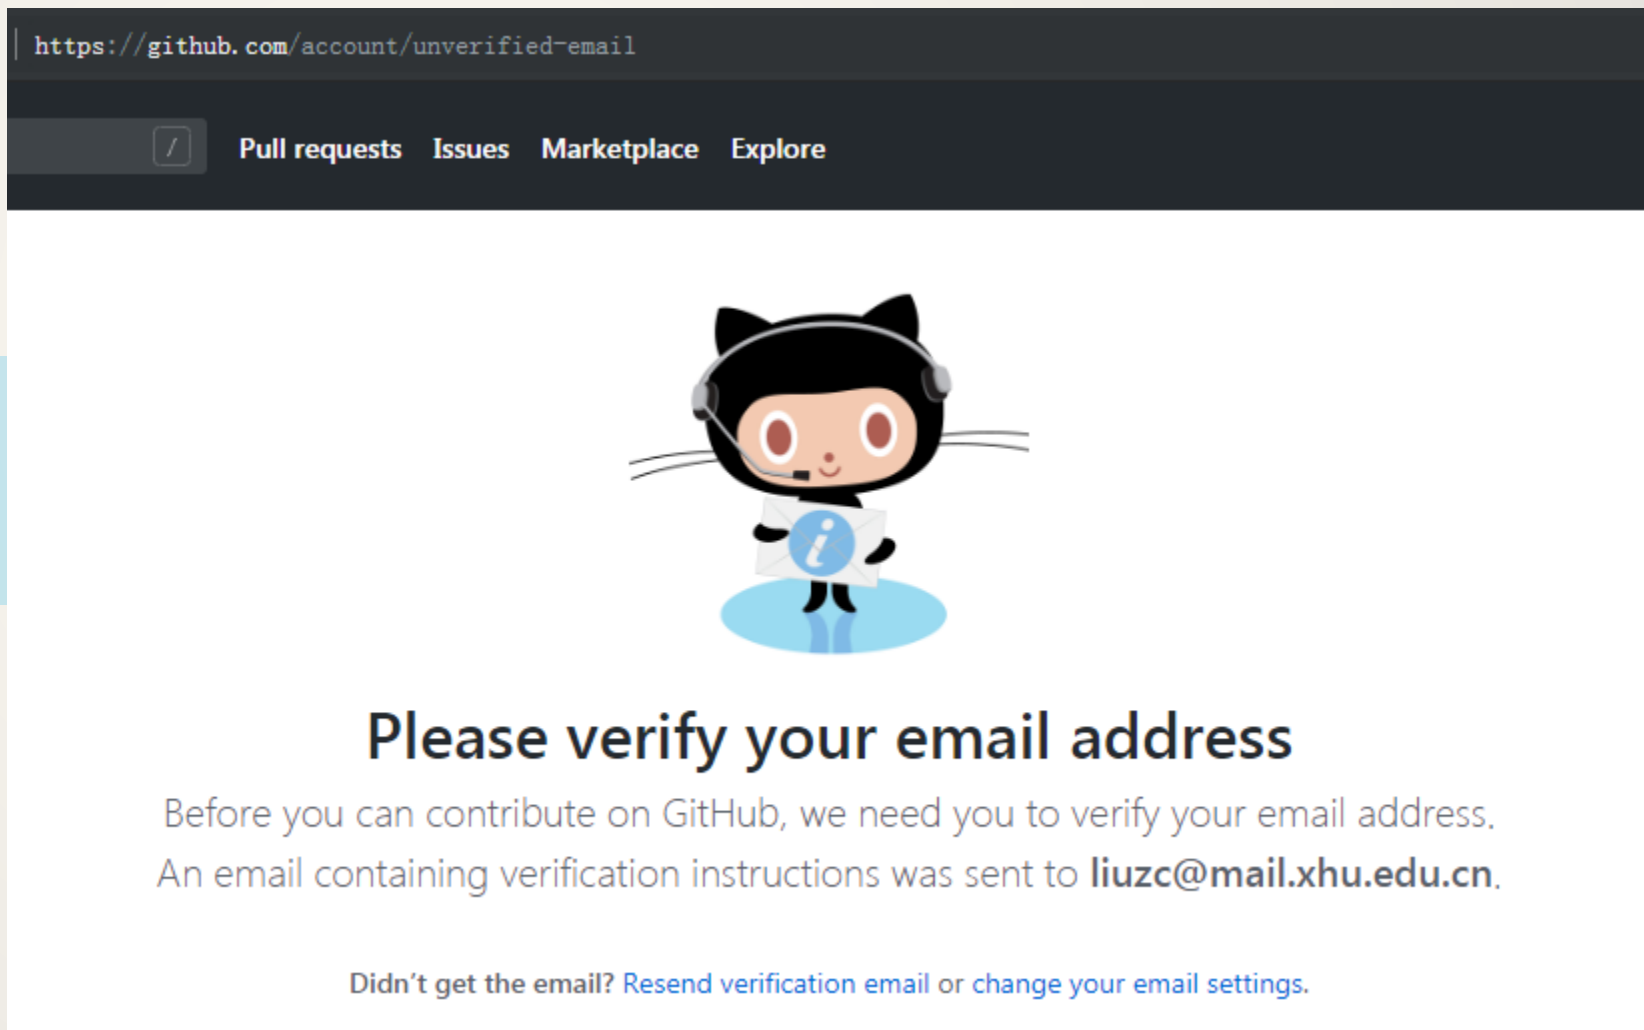 https://github.com/account/unverified-email
/ Pull requests Issues Marketplace Explore
i
Please verify your email address
Before you can contribute on GitHub, we need you to verify your email address.
An email containing verification instructions was sent to liuzc@mail.xhu.edu.cn.
Didn’t get the email? Resend verification email or change your email settings.